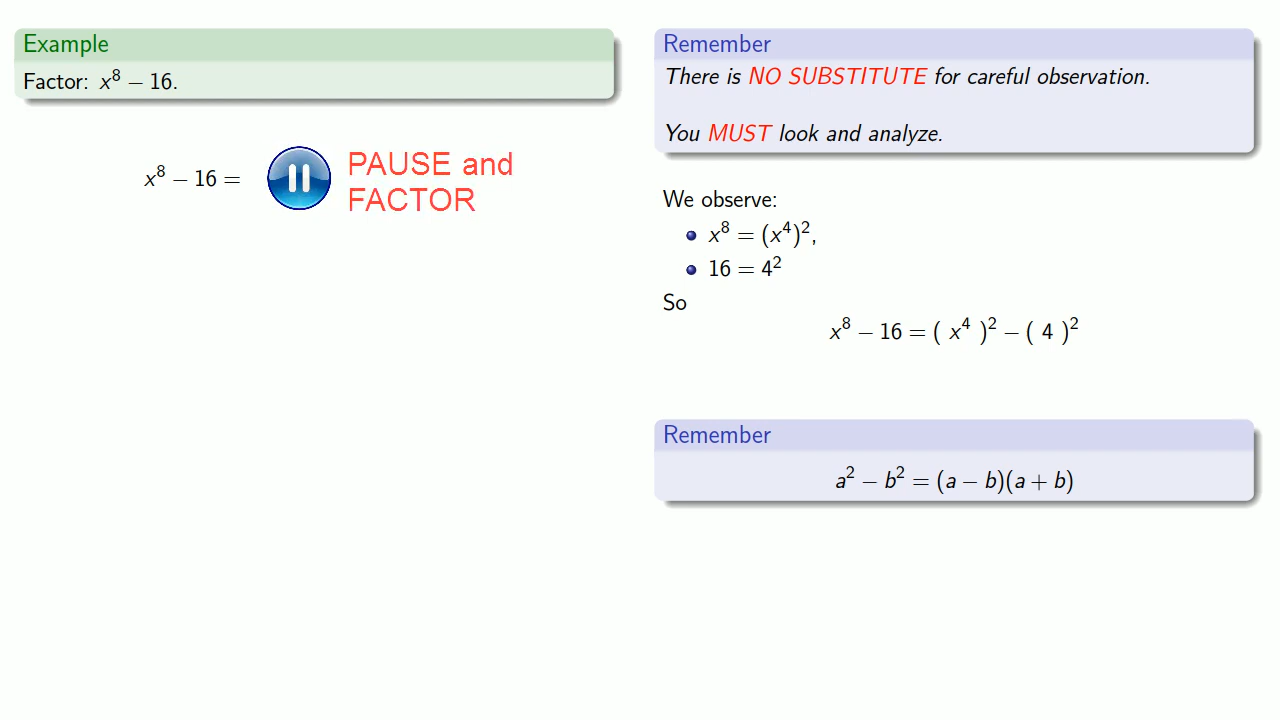 Example
Factor: x⁸ − 16.
x⁸ − 16 =
PAUSE and
FACTOR
Remember
There is NO SUBSTITUTE for careful observation.
You MUST look and analyze.
We observe:
• x⁸ = (x⁴)²,
• 16 = 4²
So
x⁸ − 16 = ( x⁴ )² − ( 4 )²
Remember
a² − b² = (a − b)(a + b)